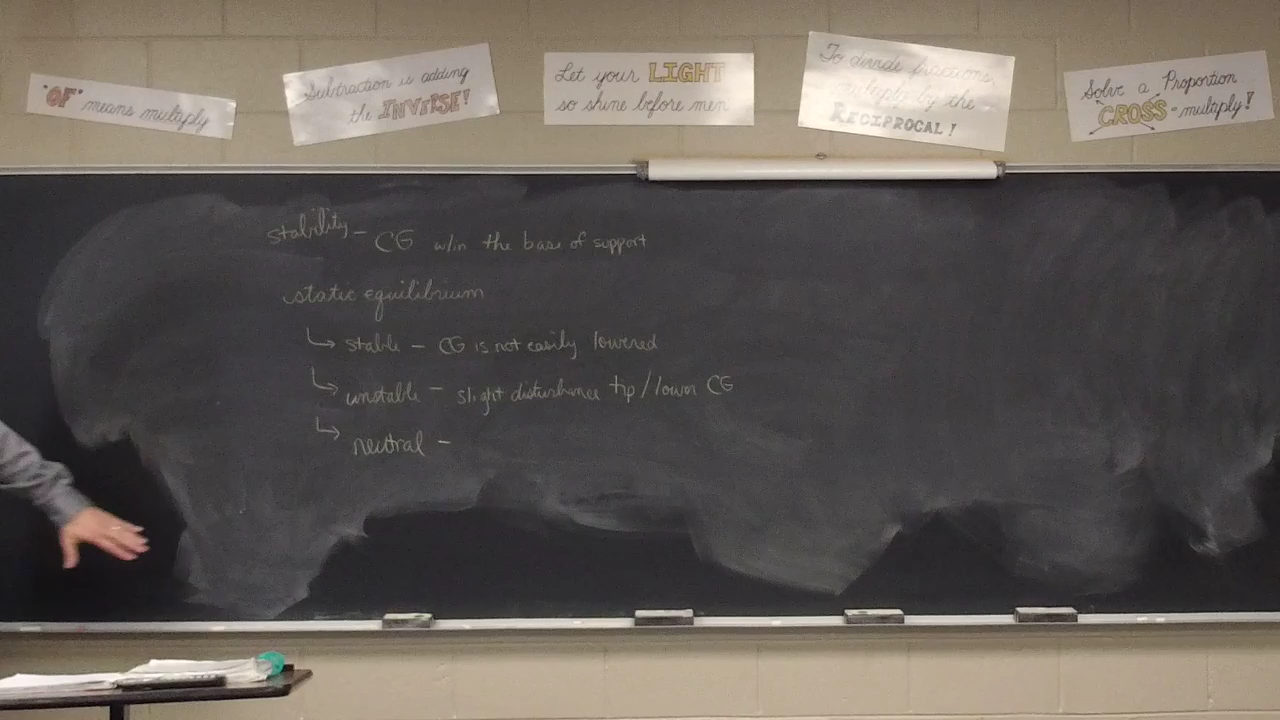 "OF" means multiply
Subtraction is adding
the INVERSE!
Let your LIGHT
so shine before men
To divide fractions,
multiply by the
RECIPROCAL!
Solve a Proportion
CROSS-multiply!
stability - CG w/in the base of support
static equilibrium
↳ stable - CG is not easily lowered
↳ unstable - slight disturbance tip/lower CG
↳ neutral -